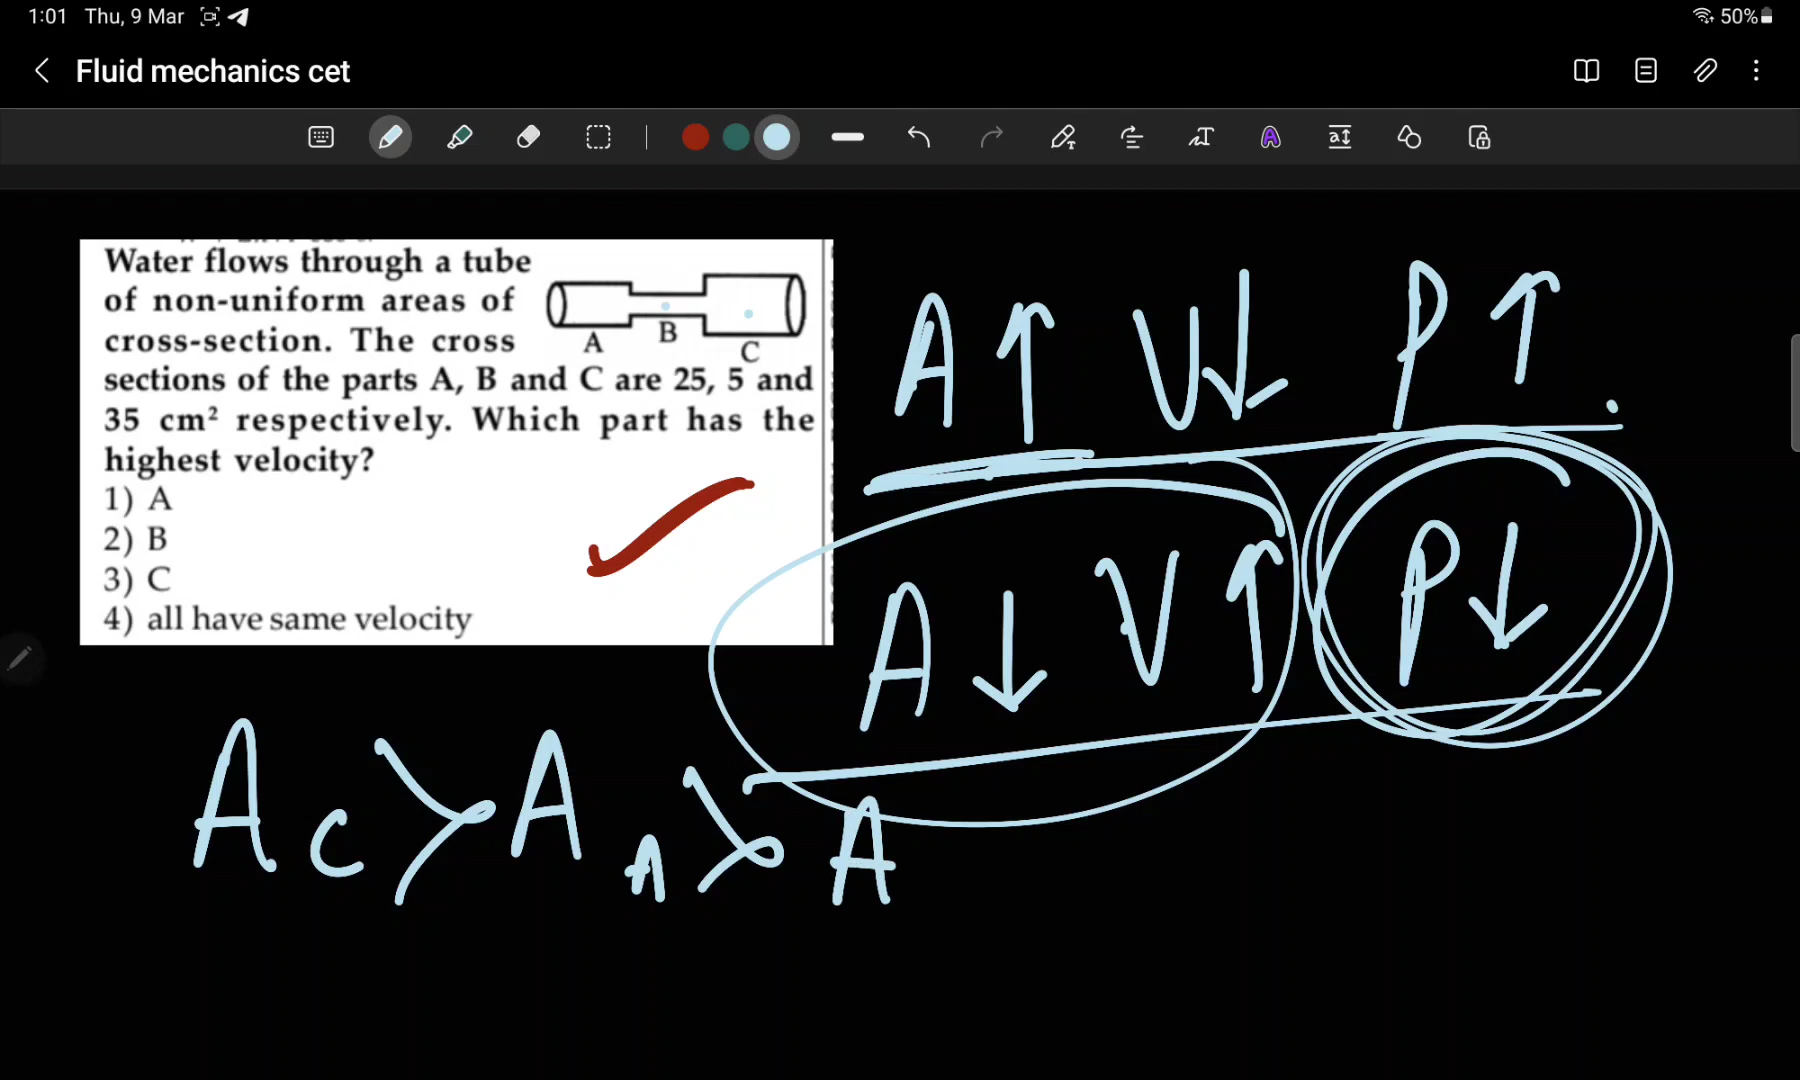 1:01 Thu, 9 Mar
50%
Fluid mechanics cet
Water flows through a tube
of non-uniform areas of
cross-section. The cross
sections of the parts A, B and C are 25, 5 and
35 cm² respectively. Which part has the
highest velocity?
1) A
2) B
3) C
4) all have same velocity
A
B
C
A↑ V↓ P↑.
A↓ V↑ P↓
A C > A A > A